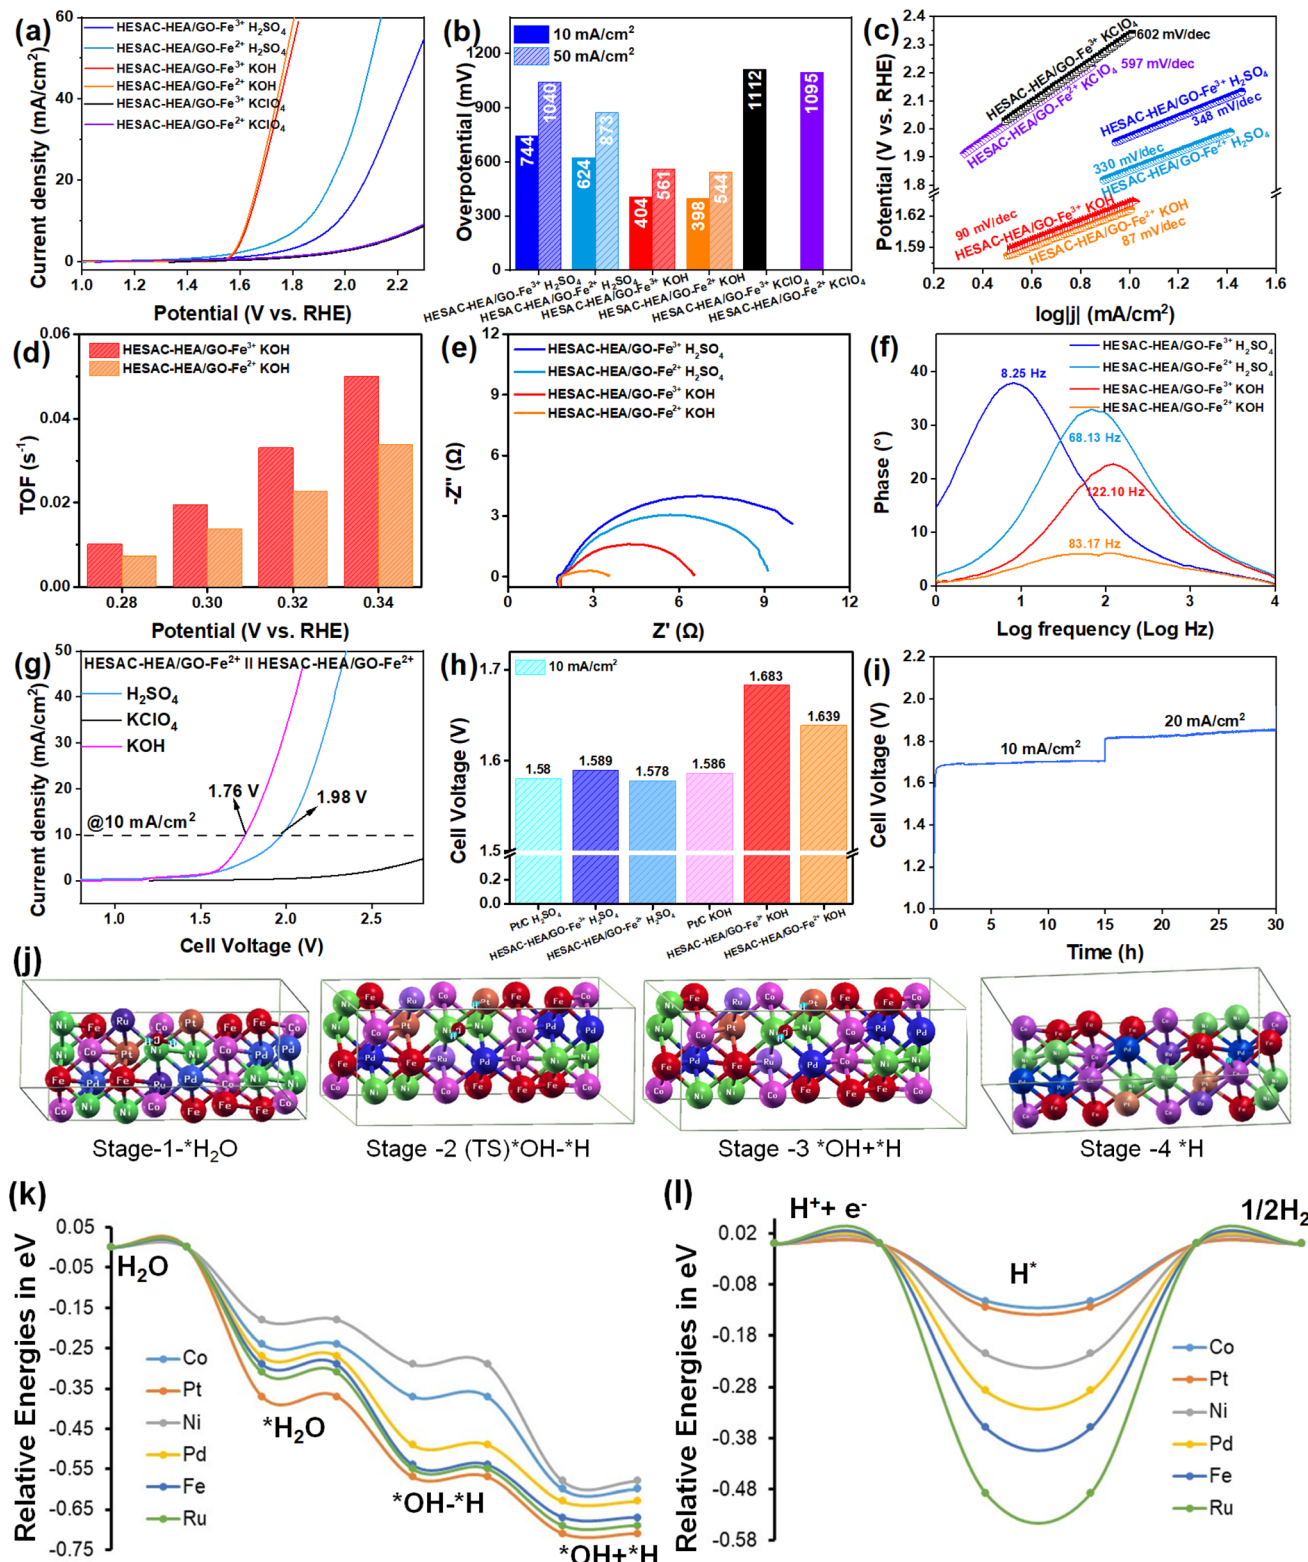 (a)
HESAC-HEA/GO-Fe³⁺ H₂SO₄
HESAC-HEA/GO-Fe²⁺ H₂SO₄
HESAC-HEA/GO-Fe³⁺ KOH
HESAC-HEA/GO-Fe²⁺ KOH
HESAC-HEA/GO-Fe³⁺ KClO₄
HESAC-HEA/GO-Fe²⁺ KClO₄
Current density (mA/cm²)
60
40
20
0
1.0 1.2 1.4 1.6 1.8 2.0 2.2
Potential (V vs. RHE)
(b)
10 mA/cm²
50 mA/cm²
Overpotential (mV)
1200
900
600
300
0
744
1040
624
873
404
561
398
544
1112
1095
HESAC-HEA/GO-Fe³⁺ H₂SO₄
HESAC-HEA/GO-Fe²⁺ H₂SO₄
HESAC-HEA/GO-Fe³⁺ KOH
HESAC-HEA/GO-Fe²⁺ KOH
HESAC-HEA/GO-Fe³⁺ KClO₄
HESAC-HEA/GO-Fe²⁺ KClO₄
(c)
Potential (V vs. RHE)
2.4
2.3
2.2
2.1
2.0
1.9
1.8
1.62
1.59
HESAC-HEA/GO-Fe³⁺ KClO₄
602 mV/dec
HESAC-HEA/GO-Fe²⁺ KClO₄
597 mV/dec
HESAC-HEA/GO-Fe³⁺ H₂SO₄
348 mV/dec
330 mV/dec
HESAC-HEA/GO-Fe²⁺ H₂SO₄
90 mV/dec
HESAC-HEA/GO-Fe³⁺ KOH
HESAC-HEA/GO-Fe²⁺ KOH
87 mV/dec
0.2 0.4 0.6 0.8 1.0 1.2 1.4 1.6
log|j| (mA/cm²)
(d)
HESAC-HEA/GO-Fe³⁺ KOH
HESAC-HEA/GO-Fe²⁺ KOH
TOF (s⁻¹)
0.06
0.04
0.02
0.00
0.28 0.30 0.32 0.34
Potential (V vs. RHE)
(e)
HESAC-HEA/GO-Fe³⁺ H₂SO₄
HESAC-HEA/GO-Fe²⁺ H₂SO₄
HESAC-HEA/GO-Fe³⁺ KOH
HESAC-HEA/GO-Fe²⁺ KOH
-Z'' (Ω)
-12
-9
-6
-3
0
0 3 6 9 12
Z' (Ω)
(f)
HESAC-HEA/GO-Fe³⁺ H₂SO₄
HESAC-HEA/GO-Fe²⁺ H₂SO₄
HESAC-HEA/GO-Fe³⁺ KOH
HESAC-HEA/GO-Fe²⁺ KOH
8.25 Hz
68.13 Hz
122.10 Hz
83.17 Hz
Phase (°)
40
30
20
10
0
0 1 2 3 4
Log frequency (Log Hz)
(g)
HESAC-HEA/GO-Fe²⁺ II HESAC-HEA/GO-Fe²⁺
H₂SO₄
KClO₄
KOH
1.76 V
1.98 V
@10 mA/cm²
Current density (mA/cm²)
50
40
30
20
10
0
1.0 1.5 2.0 2.5
Cell Voltage (V)
(h)
10 mA/cm²
Cell Voltage (V)
1.7
1.6
1.5
0.2
0.0
1.58
1.589
1.578
1.586
1.683
1.639
Pt/C H₂SO₄
HESAC-HEA/GO-Fe³⁺ H₂SO₄
HESAC-HEA/GO-Fe²⁺ H₂SO₄
Pt/C KOH
HESAC-HEA/GO-Fe³⁺ KOH
HESAC-HEA/GO-Fe²⁺ KOH
(i)
Cell Voltage (V)
2.2
2.0
1.8
1.6
1.4
1.2
1.0
10 mA/cm²
20 mA/cm²
0 5 10 15 20 25 30
Time (h)
(j)
Stage-1-*H₂O
Stage -2 (TS)*OH-*H
Stage -3 *OH+*H
Stage -4 *H
(k)
Relative Energies in eV
0.05
-0.05
-0.15
-0.25
-0.35
-0.45
-0.55
-0.65
-0.75
H₂O
*H₂O
*OH-*H
*OH+*H
Co
Pt
Ni
Pd
Fe
Ru
(l)
Relative Energies in eV
0.02
-0.08
-0.18
-0.28
-0.38
-0.48
-0.58
H⁺+ e⁻
H*
1/2H₂
Co
Pt
Ni
Pd
Fe
Ru